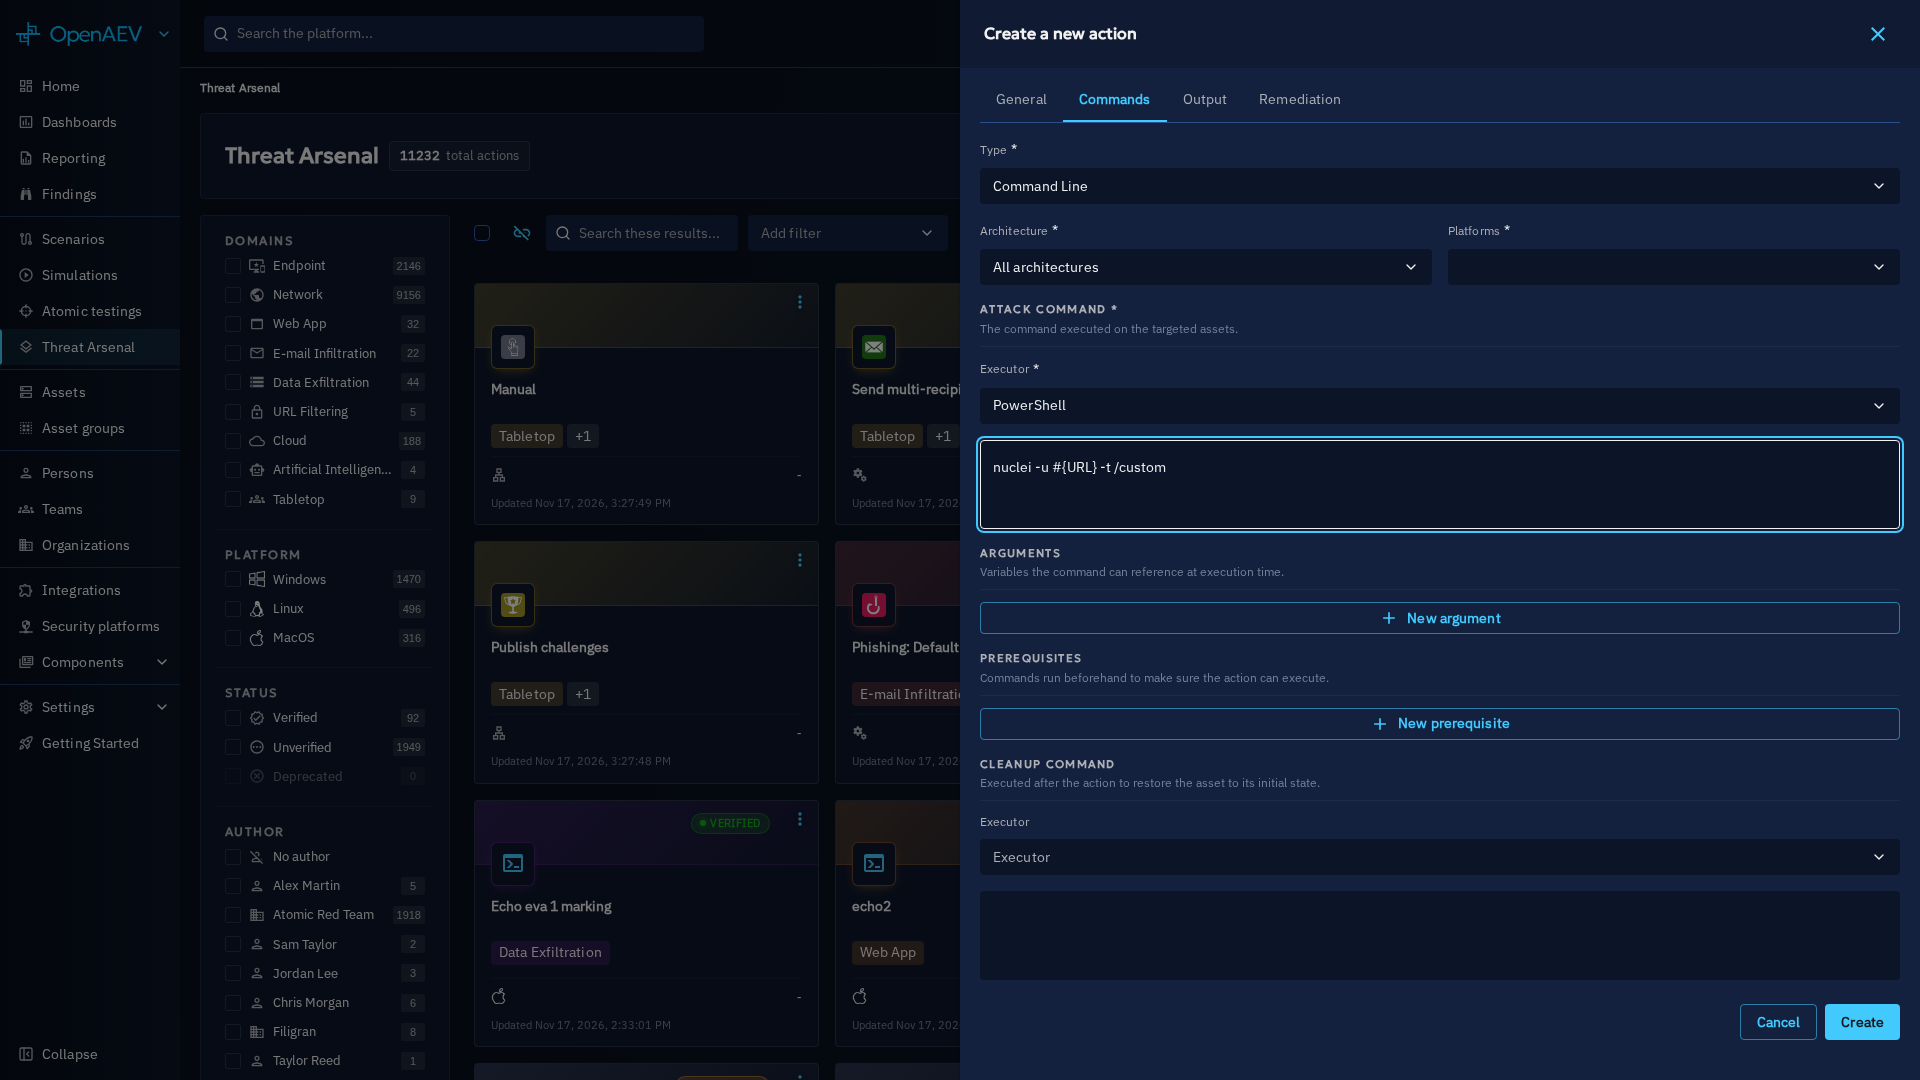 OpenAEV
Search the platform...
Home
Dashboards
Reporting
Findings
Scenarios
Simulations
Atomic testings
Threat Arsenal
Assets
Asset groups
Persons
Teams
Organizations
Integrations
Security platforms
Components
Settings
Getting Started
Collapse
Threat Arsenal
Threat Arsenal
11232 total actions
DOMAINS
Endpoint 2146
Network 9156
Web App 32
E-mail Infiltration 22
Data Exfiltration 44
URL Filtering 5
Cloud 188
Artificial Intelligen... 4
Tabletop 9
PLATFORM
Windows 1470
Linux 496
MacOS 316
STATUS
Verified 92
Unverified 1949
Deprecated 0
AUTHOR
No author
Alex Martin 5
Atomic Red Team 1918
Sam Taylor 2
Jordan Lee 3
Chris Morgan 6
Filigran 8
Taylor Reed 1
Search these results...
Add filter
Manual
Tabletop +1
-
Updated Nov 17, 2026, 3:27:49 PM
Send multi-recipi
Tabletop +1
Updated Nov 17, 202
Publish challenges
Tabletop +1
-
Updated Nov 17, 2026, 3:27:48 PM
Phishing: Default
E-mail Infiltratio
Updated Nov 17, 202
VERIFIED
Echo eva 1 marking
Data Exfiltration
-
Updated Nov 17, 2026, 2:33:01 PM
echo2
Web App
Updated Nov 17, 202
Create a new action
General Commands Output Remediation
Type *
Command Line
Architecture * Platforms *
All architectures
ATTACK COMMAND *
The command executed on the targeted assets.
Executor *
PowerShell
nuclei -u #{URL} -t /custom
ARGUMENTS
Variables the command can reference at execution time.
New argument
PREREQUISITES
Commands run beforehand to make sure the action can execute.
New prerequisite
CLEANUP COMMAND
Executed after the action to restore the asset to its initial state.
Executor
Executor
Cancel Create